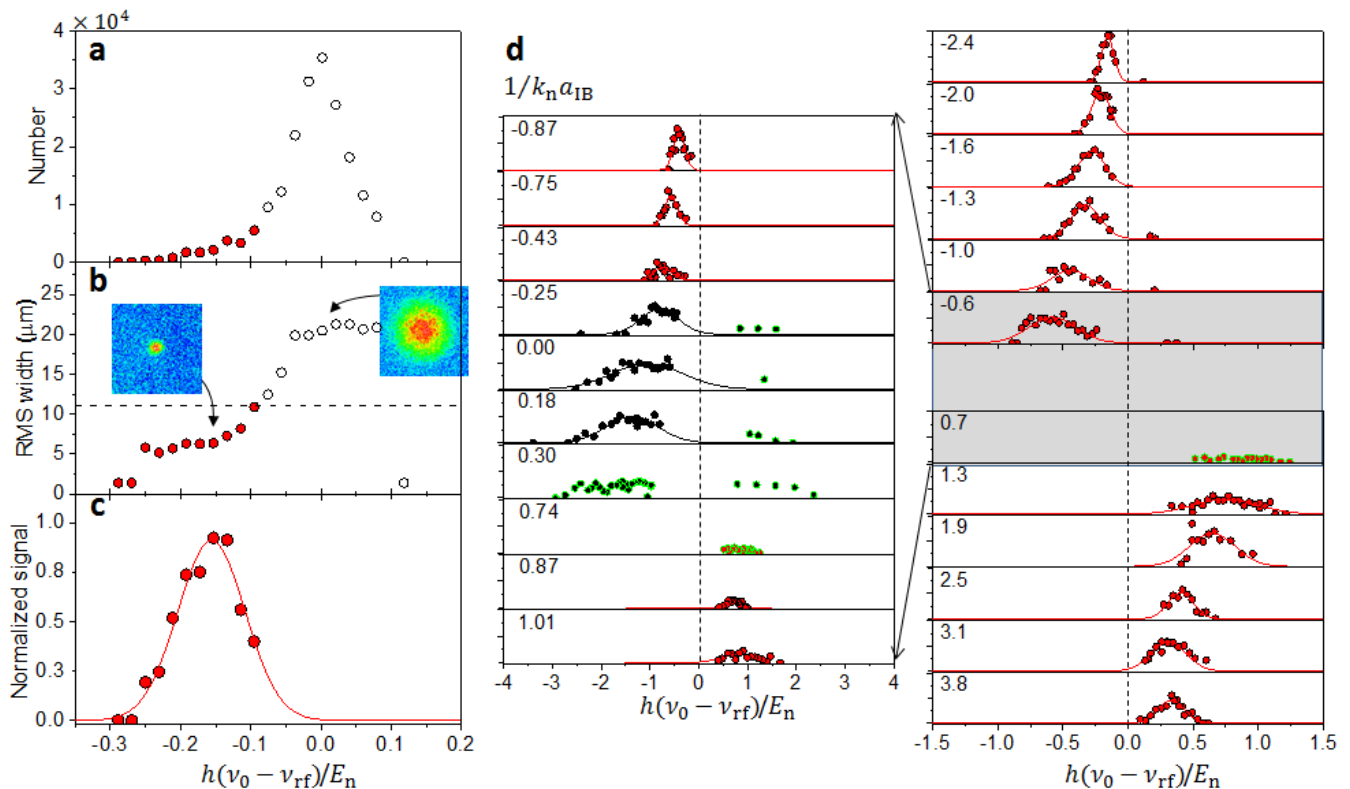 × 10⁴
a
4
3
2
1
0
Number
b
25
20
15
10
5
0
RMS width (μm)
c
1.0
0.8
0.5
0.3
0.0
Normalized signal
-0.3 -0.2 -0.1 0.0 0.1 0.2
h(ν₀ − νrf)/Eₙ
d
1/kₙaIB
-0.87
-0.75
-0.43
-0.25
0.00
0.18
0.30
0.74
0.87
1.01
-4 -3 -2 -1 0 1 2 3 4
h(ν₀ − νrf)/Eₙ
-2.4
-2.0
-1.6
-1.3
-1.0
-0.6
0.7
1.3
1.9
2.5
3.1
3.8
-1.5 -1.0 -0.5 0.0 0.5 1.0 1.5
h(ν₀ − νrf)/Eₙ